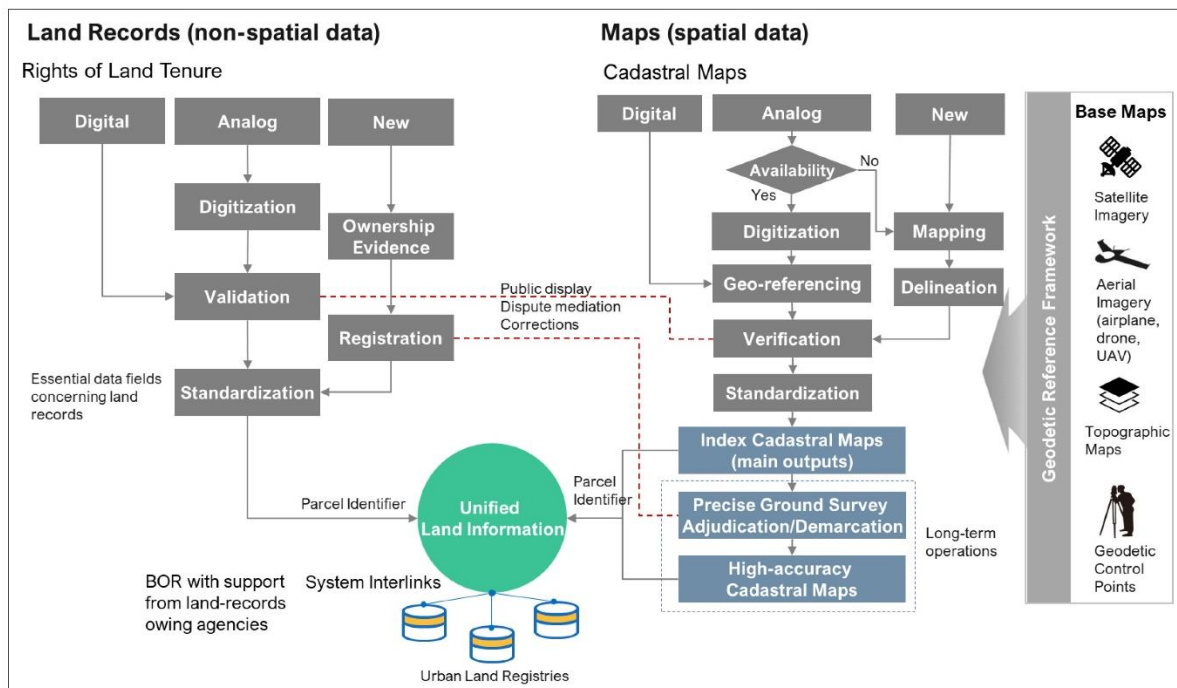 Land Records (non-spatial data)
Rights of Land Tenure
Digital
Analog
New
Digitization
Ownership
Evidence
Validation
Registration
Essential data fields
concerning land
records
Standardization
Public display
Dispute mediation
Corrections
Maps (spatial data)
Cadastral Maps
Digital
Analog
New
Availability
No
Yes
Digitization
Mapping
Geo-referencing
Delineation
Verification
Standardization
Index Cadastral Maps
(main outputs)
Precise Ground Survey
Adjudication/Demarcation
High-accuracy
Cadastral Maps
Long-term
operations
Parcel Identifier
Parcel
Identifier
Unified
Land Information
BOR with support
from land-records
owing agencies
System Interlinks
Urban Land Registries
Geodetic Reference Framework
Base Maps
Satellite
Imagery
Aerial
Imagery
(airplane,
drone,
UAV)
Topographic
Maps
Geodetic
Control
Points